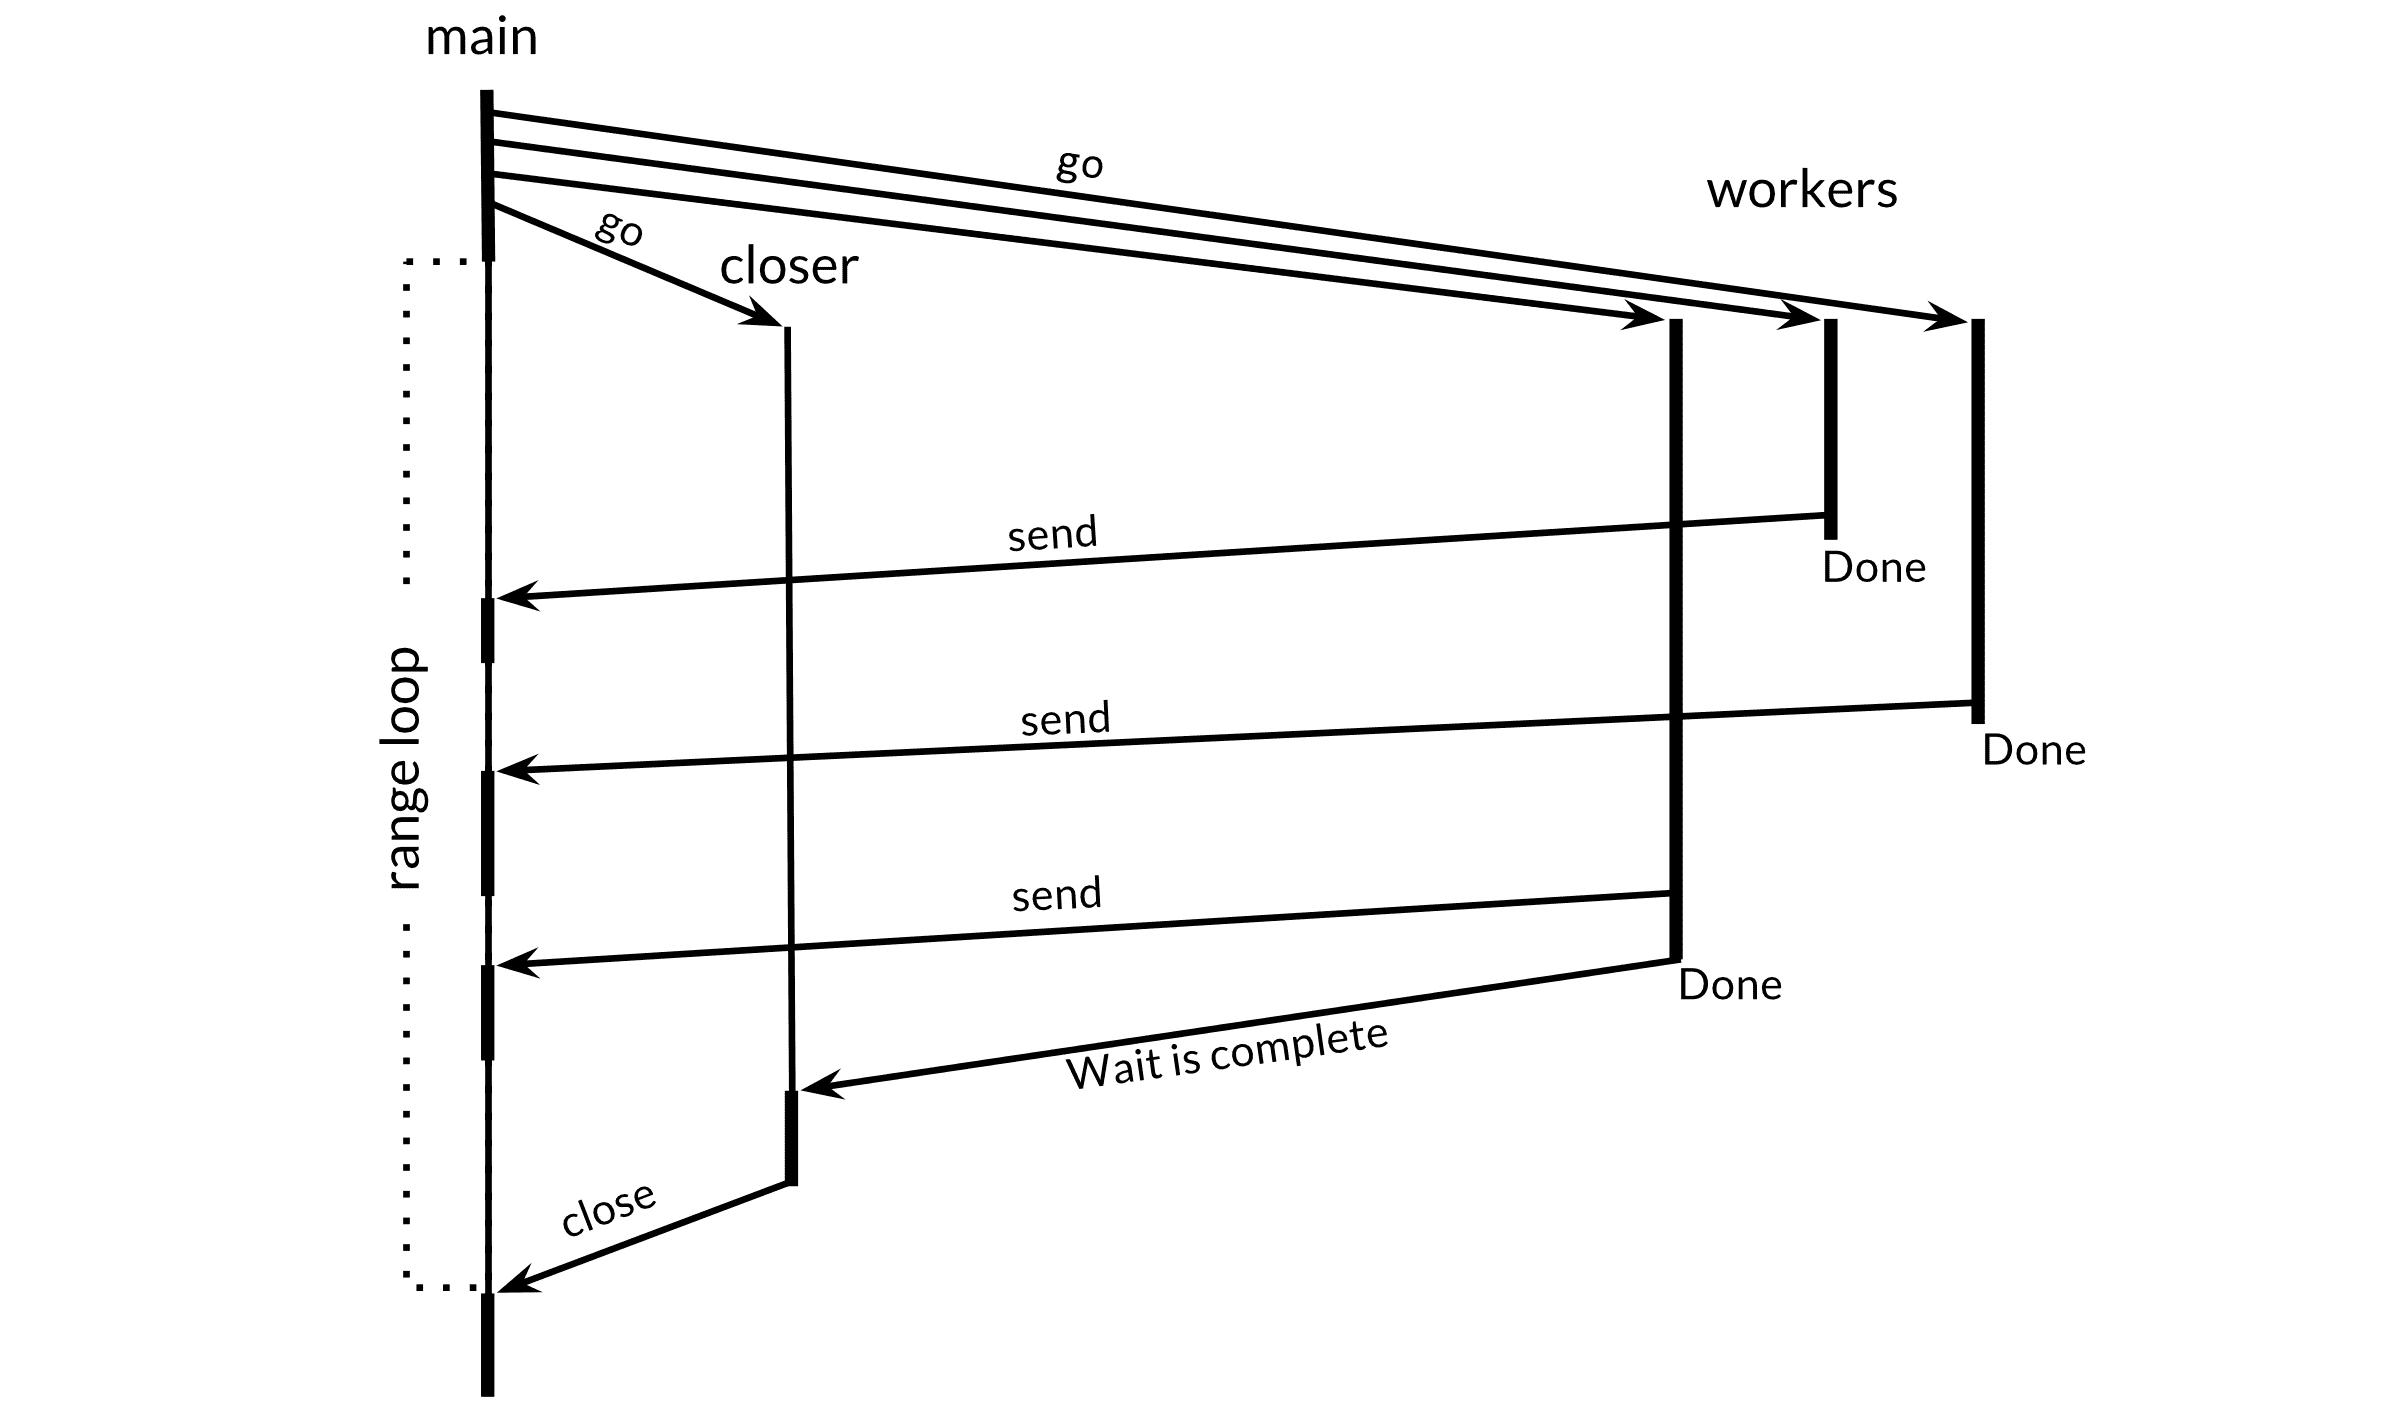 main
go
workers
go
closer
send
Done
range loop
send
Done
send
Done
Wait is complete
close